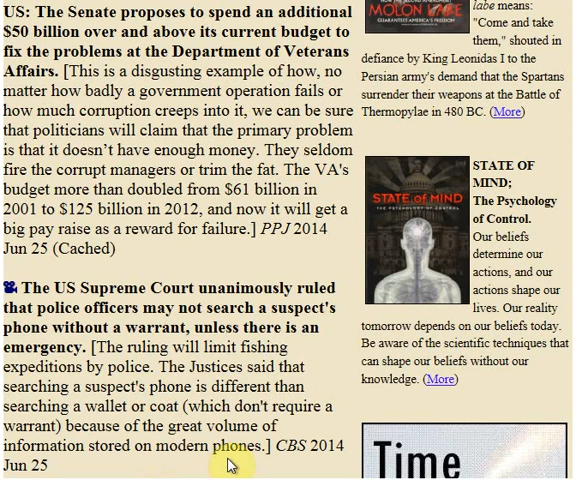 US: The Senate proposes to spend an additional
$50 billion over and above its current budget to
fix the problems at the Department of Veterans
Affairs. [This is a disgusting example of how, no
matter how badly a government operation fails or
how much corruption creeps into it, we can be sure
that politicians will claim that the primary problem
is that it doesn’t have enough money. They seldom
fire the corrupt managers or trim the fat. The VA's
budget more than doubled from $61 billion in
2001 to $125 billion in 2012, and now it will get a
big pay raise as a reward for failure.] PPJ 2014
Jun 25 (Cached)
The US Supreme Court unanimously ruled
that police officers may not search a suspect's
phone without a warrant, unless there is an
emergency. [The ruling will limit fishing
expeditions by police. The Justices said that
searching a suspect's phone is different than
searching a wallet or coat (which don't require a
warrant) because of the great volume of
information stored on modern phones.] CBS 2014
Jun 25
MOLON LABE
GUARANTEES AMERICA'S FREEDOM
labe means:
"Come and take
them," shouted in
defiance by King Leonidas I to the
Persian army's demand that the Spartans
surrender their weapons at the Battle of
Thermopylae in 480 BC. (More)
STATE OF MIND
THE PSYCHOLOGY OF CONTROL
STATE OF
MIND;
The Psychology
of Control.
Our beliefs
determine our
actions, and our
actions shape our
lives. Our reality
tomorrow depends on our beliefs today.
Be aware of the scientific techniques that
can shape our beliefs without our
knowledge. (More)
Time